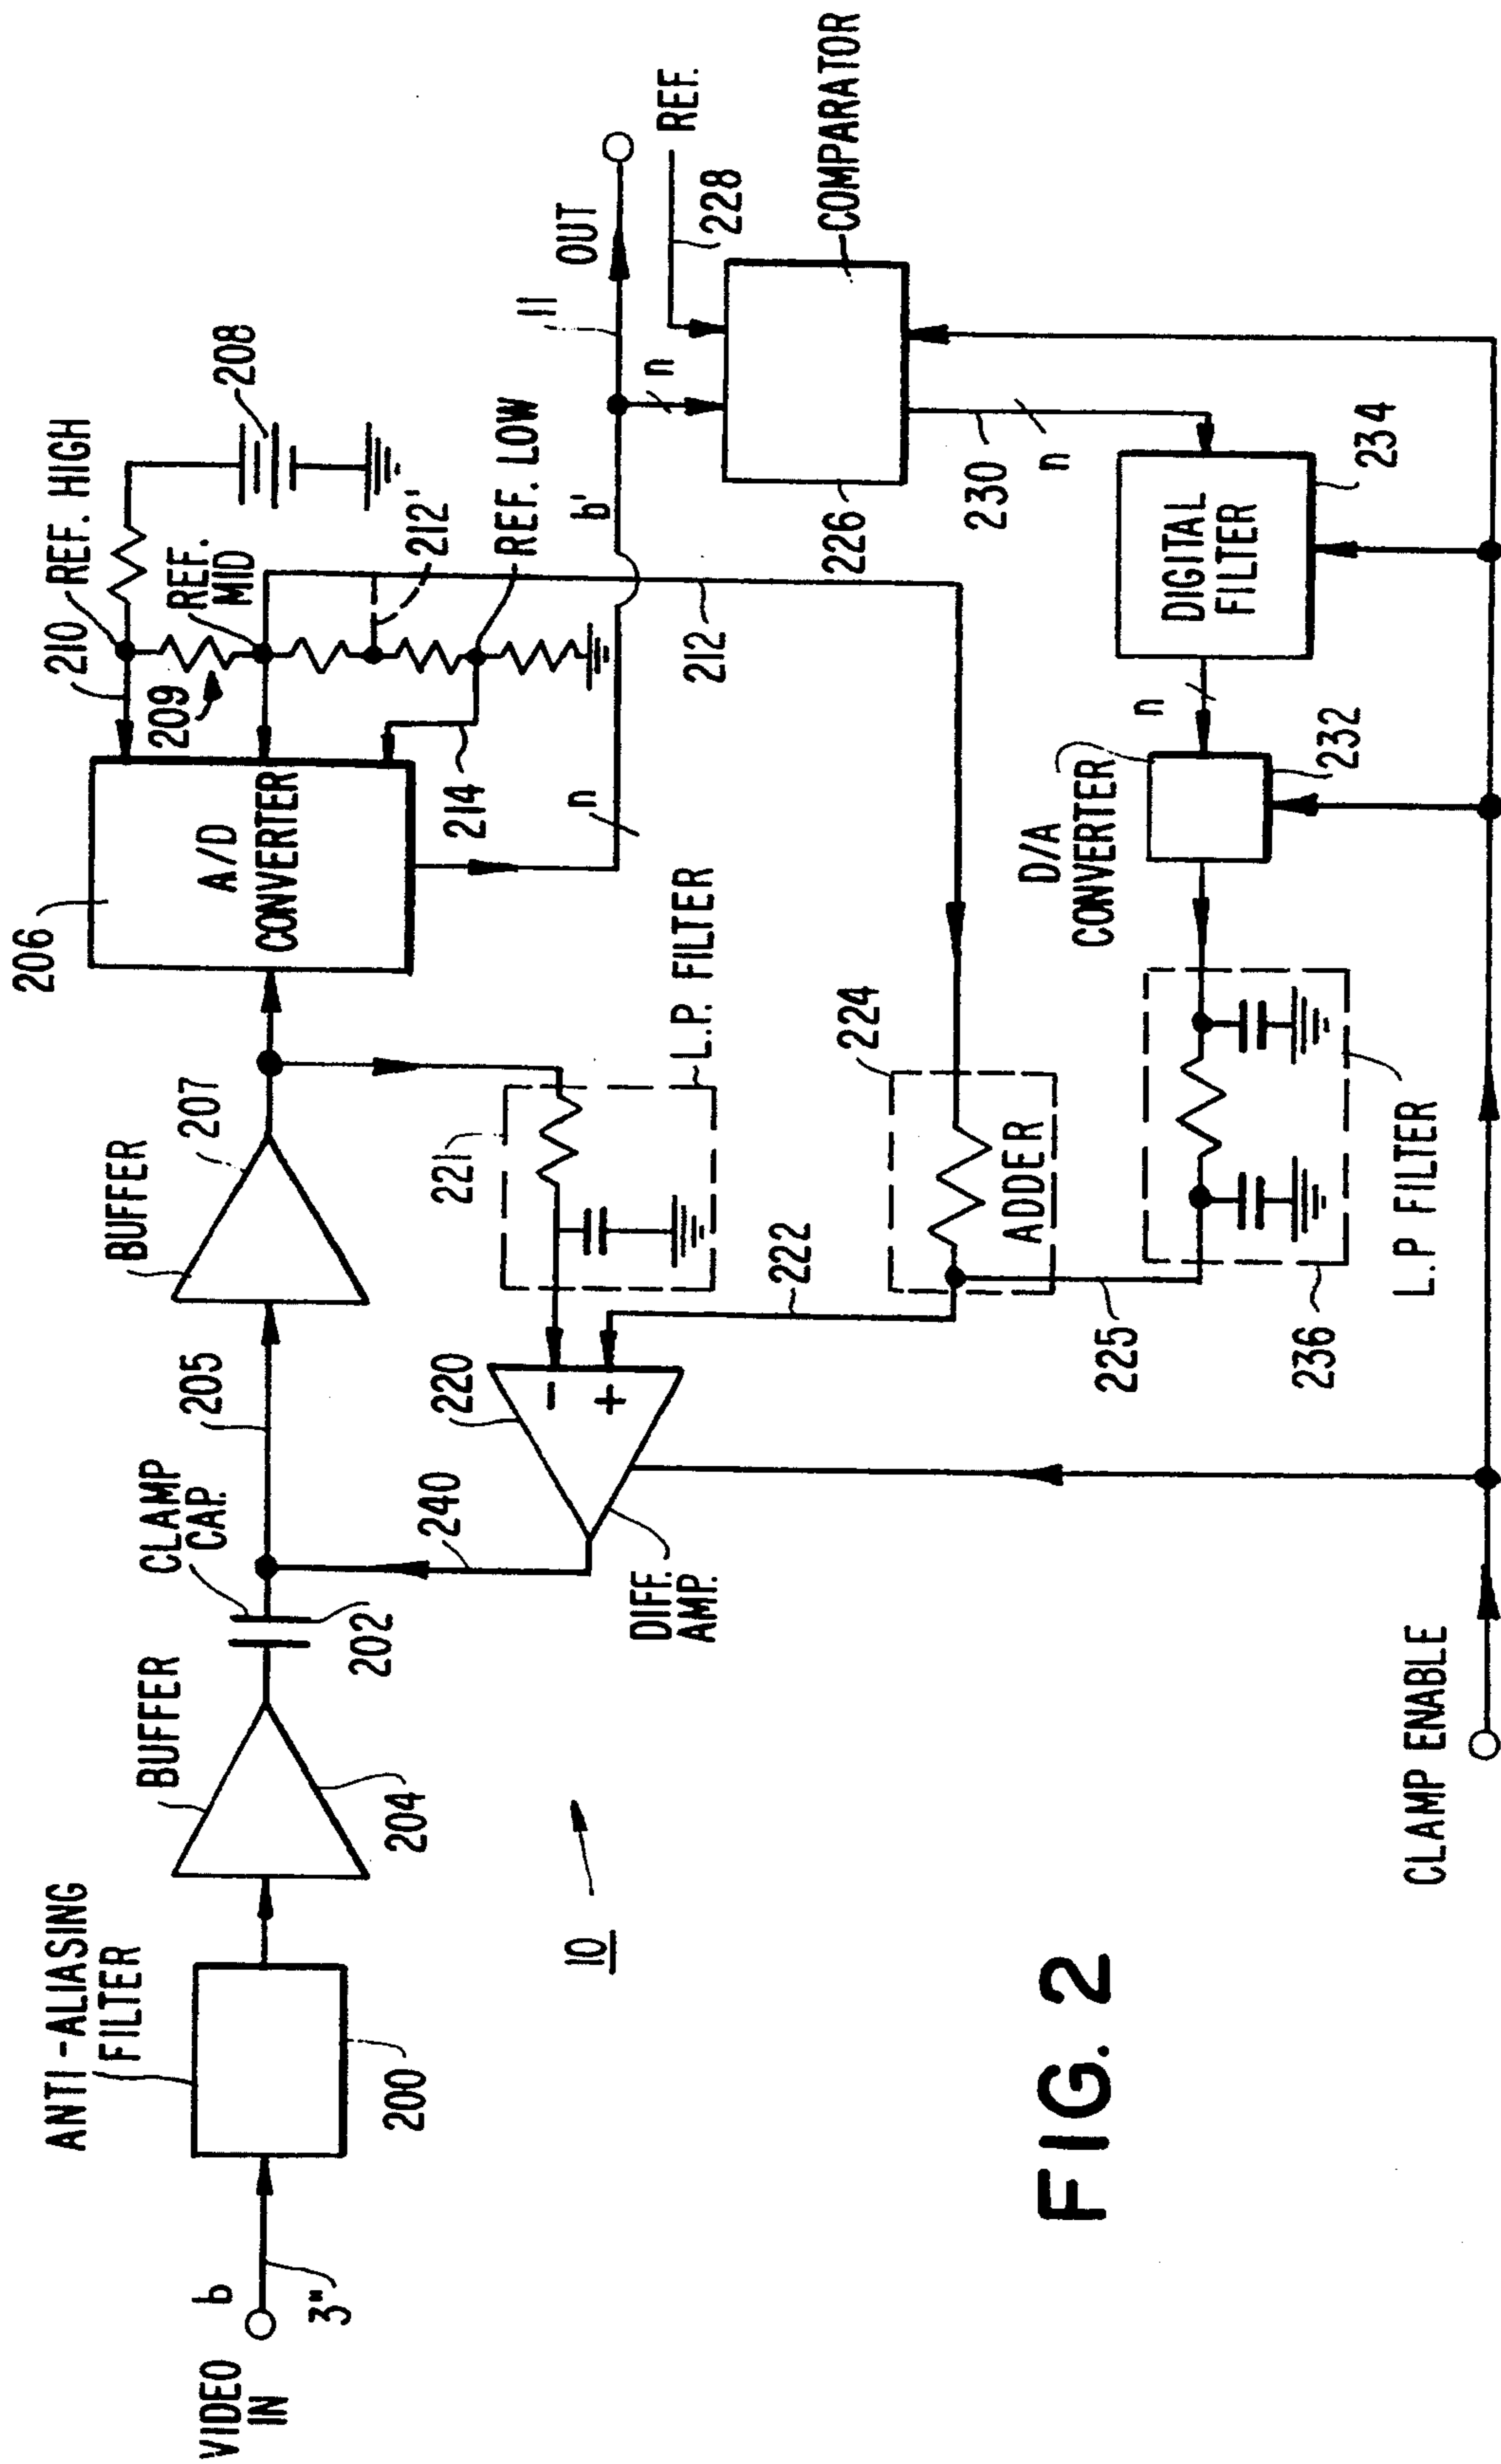 VIDEO
IN
b
3"
ANTI-ALIASING
FILTER
200
BUFFER
204
CLAMP
CAP.
202
205
BUFFER
207
206
A/D
CONVERTER
210
REF. HIGH
209
REF.
MID
208
212'
REF. LOW
214
n
b'
11
OUT
n
REF.
228
COMPARATOR
226
212
230
n
DIGITAL
FILTER
234
n
D/A
CONVERTER
232
L.P. FILTER
221
224
ADDER
222
225
L.P FILTER
236
220
-
+
240
DIFF.
AMP.
10
CLAMP ENABLE
FIG. 2